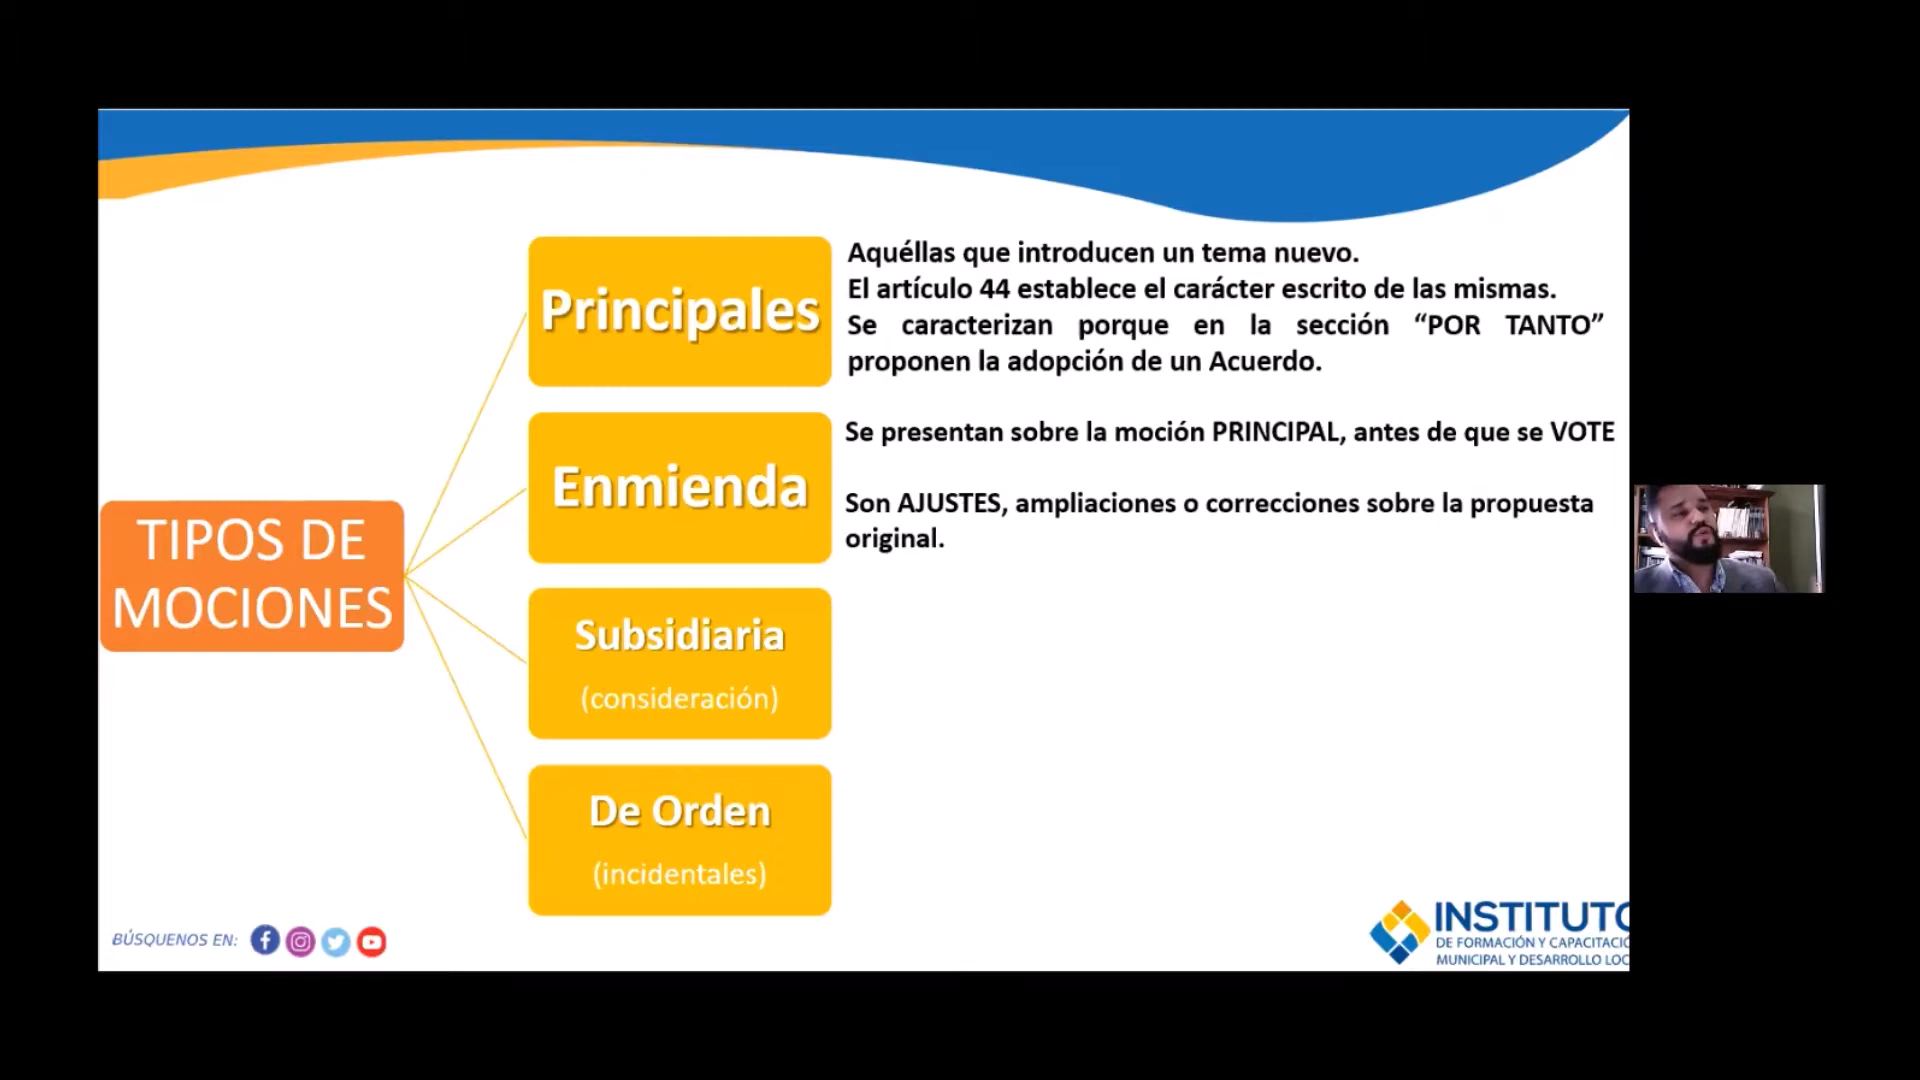 Principales
Aquéllas que introducen un tema nuevo.
El artículo 44 establece el carácter escrito de las mismas.
Se caracterizan porque en la sección “POR TANTO”
proponen la adopción de un Acuerdo.
Enmienda
Se presentan sobre la moción PRINCIPAL, antes de que se VOTE
Son AJUSTES, ampliaciones o correcciones sobre la propuesta
original.
TIPOS DE
MOCIONES
Subsidiaria
(consideración)
De Orden
(incidentales)
BÚSQUENOS EN:
INSTITUTO
DE FORMACIÓN Y CAPACITACIÓ
MUNICIPAL Y DESARROLLO LOC